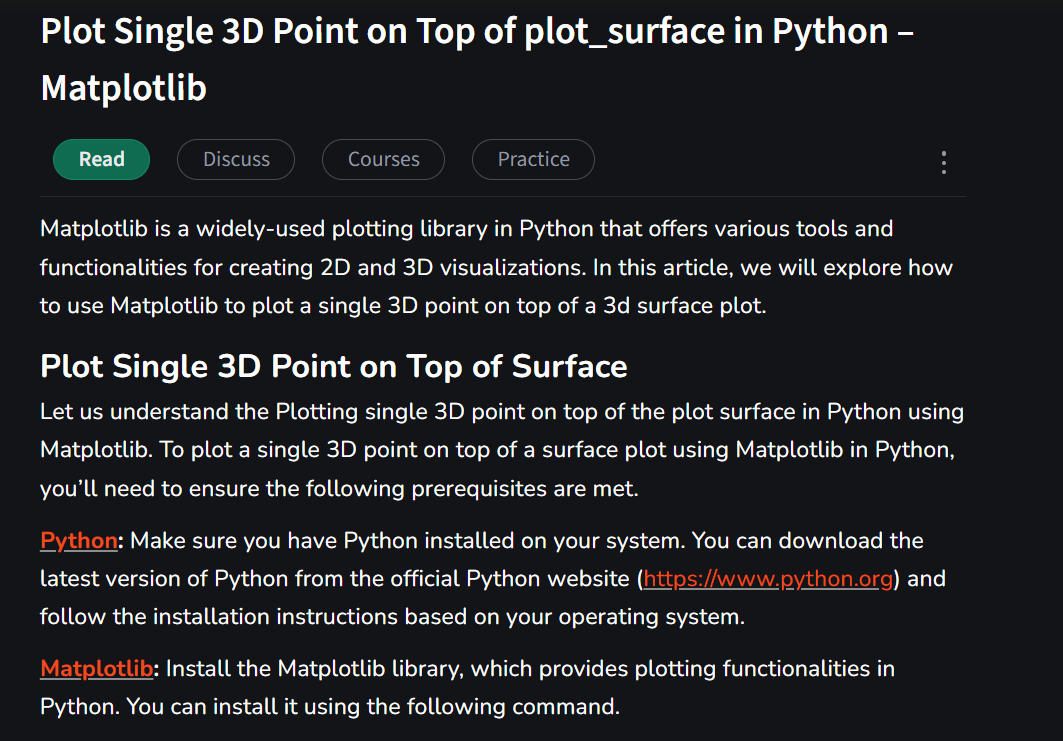 Plot Single 3D Point on Top of plot_surface in Python –
Matplotlib
Read
Discuss
Courses
Practice
Matplotlib is a widely-used plotting library in Python that offers various tools and
functionalities for creating 2D and 3D visualizations. In this article, we will explore how
to use Matplotlib to plot a single 3D point on top of a 3d surface plot.
Plot Single 3D Point on Top of Surface
Let us understand the Plotting single 3D point on top of the plot surface in Python using
Matplotlib. To plot a single 3D point on top of a surface plot using Matplotlib in Python,
you’ll need to ensure the following prerequisites are met.
Python: Make sure you have Python installed on your system. You can download the
latest version of Python from the official Python website (https://www.python.org) and
follow the installation instructions based on your operating system.
Matplotlib: Install the Matplotlib library, which provides plotting functionalities in
Python. You can install it using the following command.